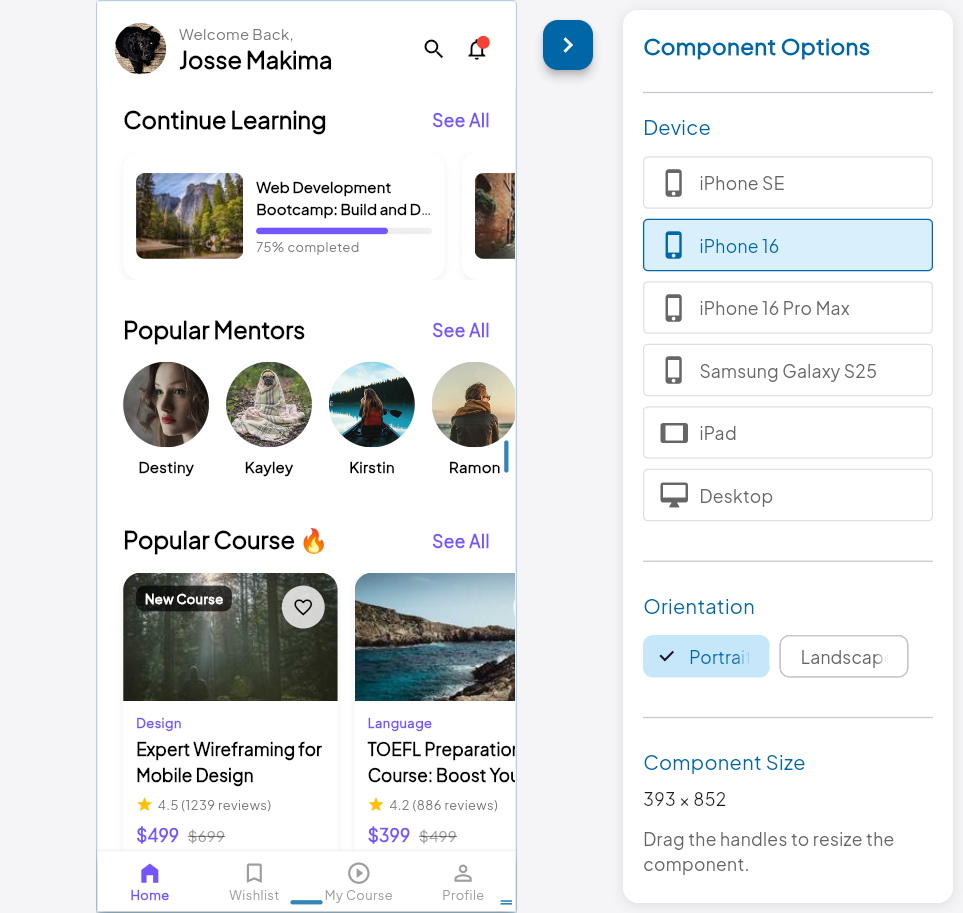 Welcome Back,
Josse Makima
Continue Learning
See All
Web Development
Bootcamp: Build and D...
75% completed
Popular Mentors
See All
Destiny
Kayley
Kirstin
Ramon
Popular Course 🔥
See All
New Course
Design
Expert Wireframing for
Mobile Design
4.5 (1239 reviews)
$499 $699
Language
TOEFL Preparation
Course: Boost You
4.2 (886 reviews)
$399 $499
Home
Wishlist
My Course
Profile
Component Options
Device
iPhone SE
iPhone 16
iPhone 16 Pro Max
Samsung Galaxy S25
iPad
Desktop
Orientation
Portrait
Landscape
Component Size
393 × 852
Drag the handles to resize the
component.